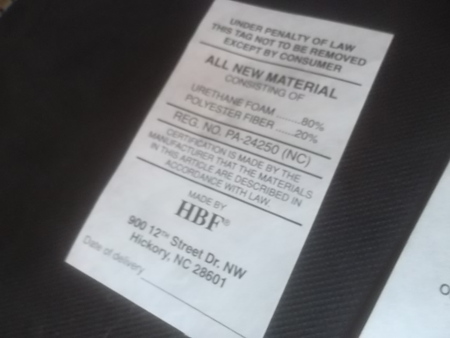 UNDER PENALTY OF LAW
THIS TAG NOT TO BE REMOVED
EXCEPT BY CONSUMER
ALL NEW MATERIAL
CONSISTING OF
URETHANE FOAM ........80%
POLYESTER FIBER ........20%
REG. NO. PA-24250 (NC)
CERTIFICATION IS MADE BY THE
MANUFACTURER THAT THE MATERIALS
IN THIS ARTICLE ARE DESCRIBED IN
ACCORDANCE WITH LAW.
MADE BY
HBF®
900 12TH Street Dr. NW
Hickory, NC 28601
Date of delivery
O